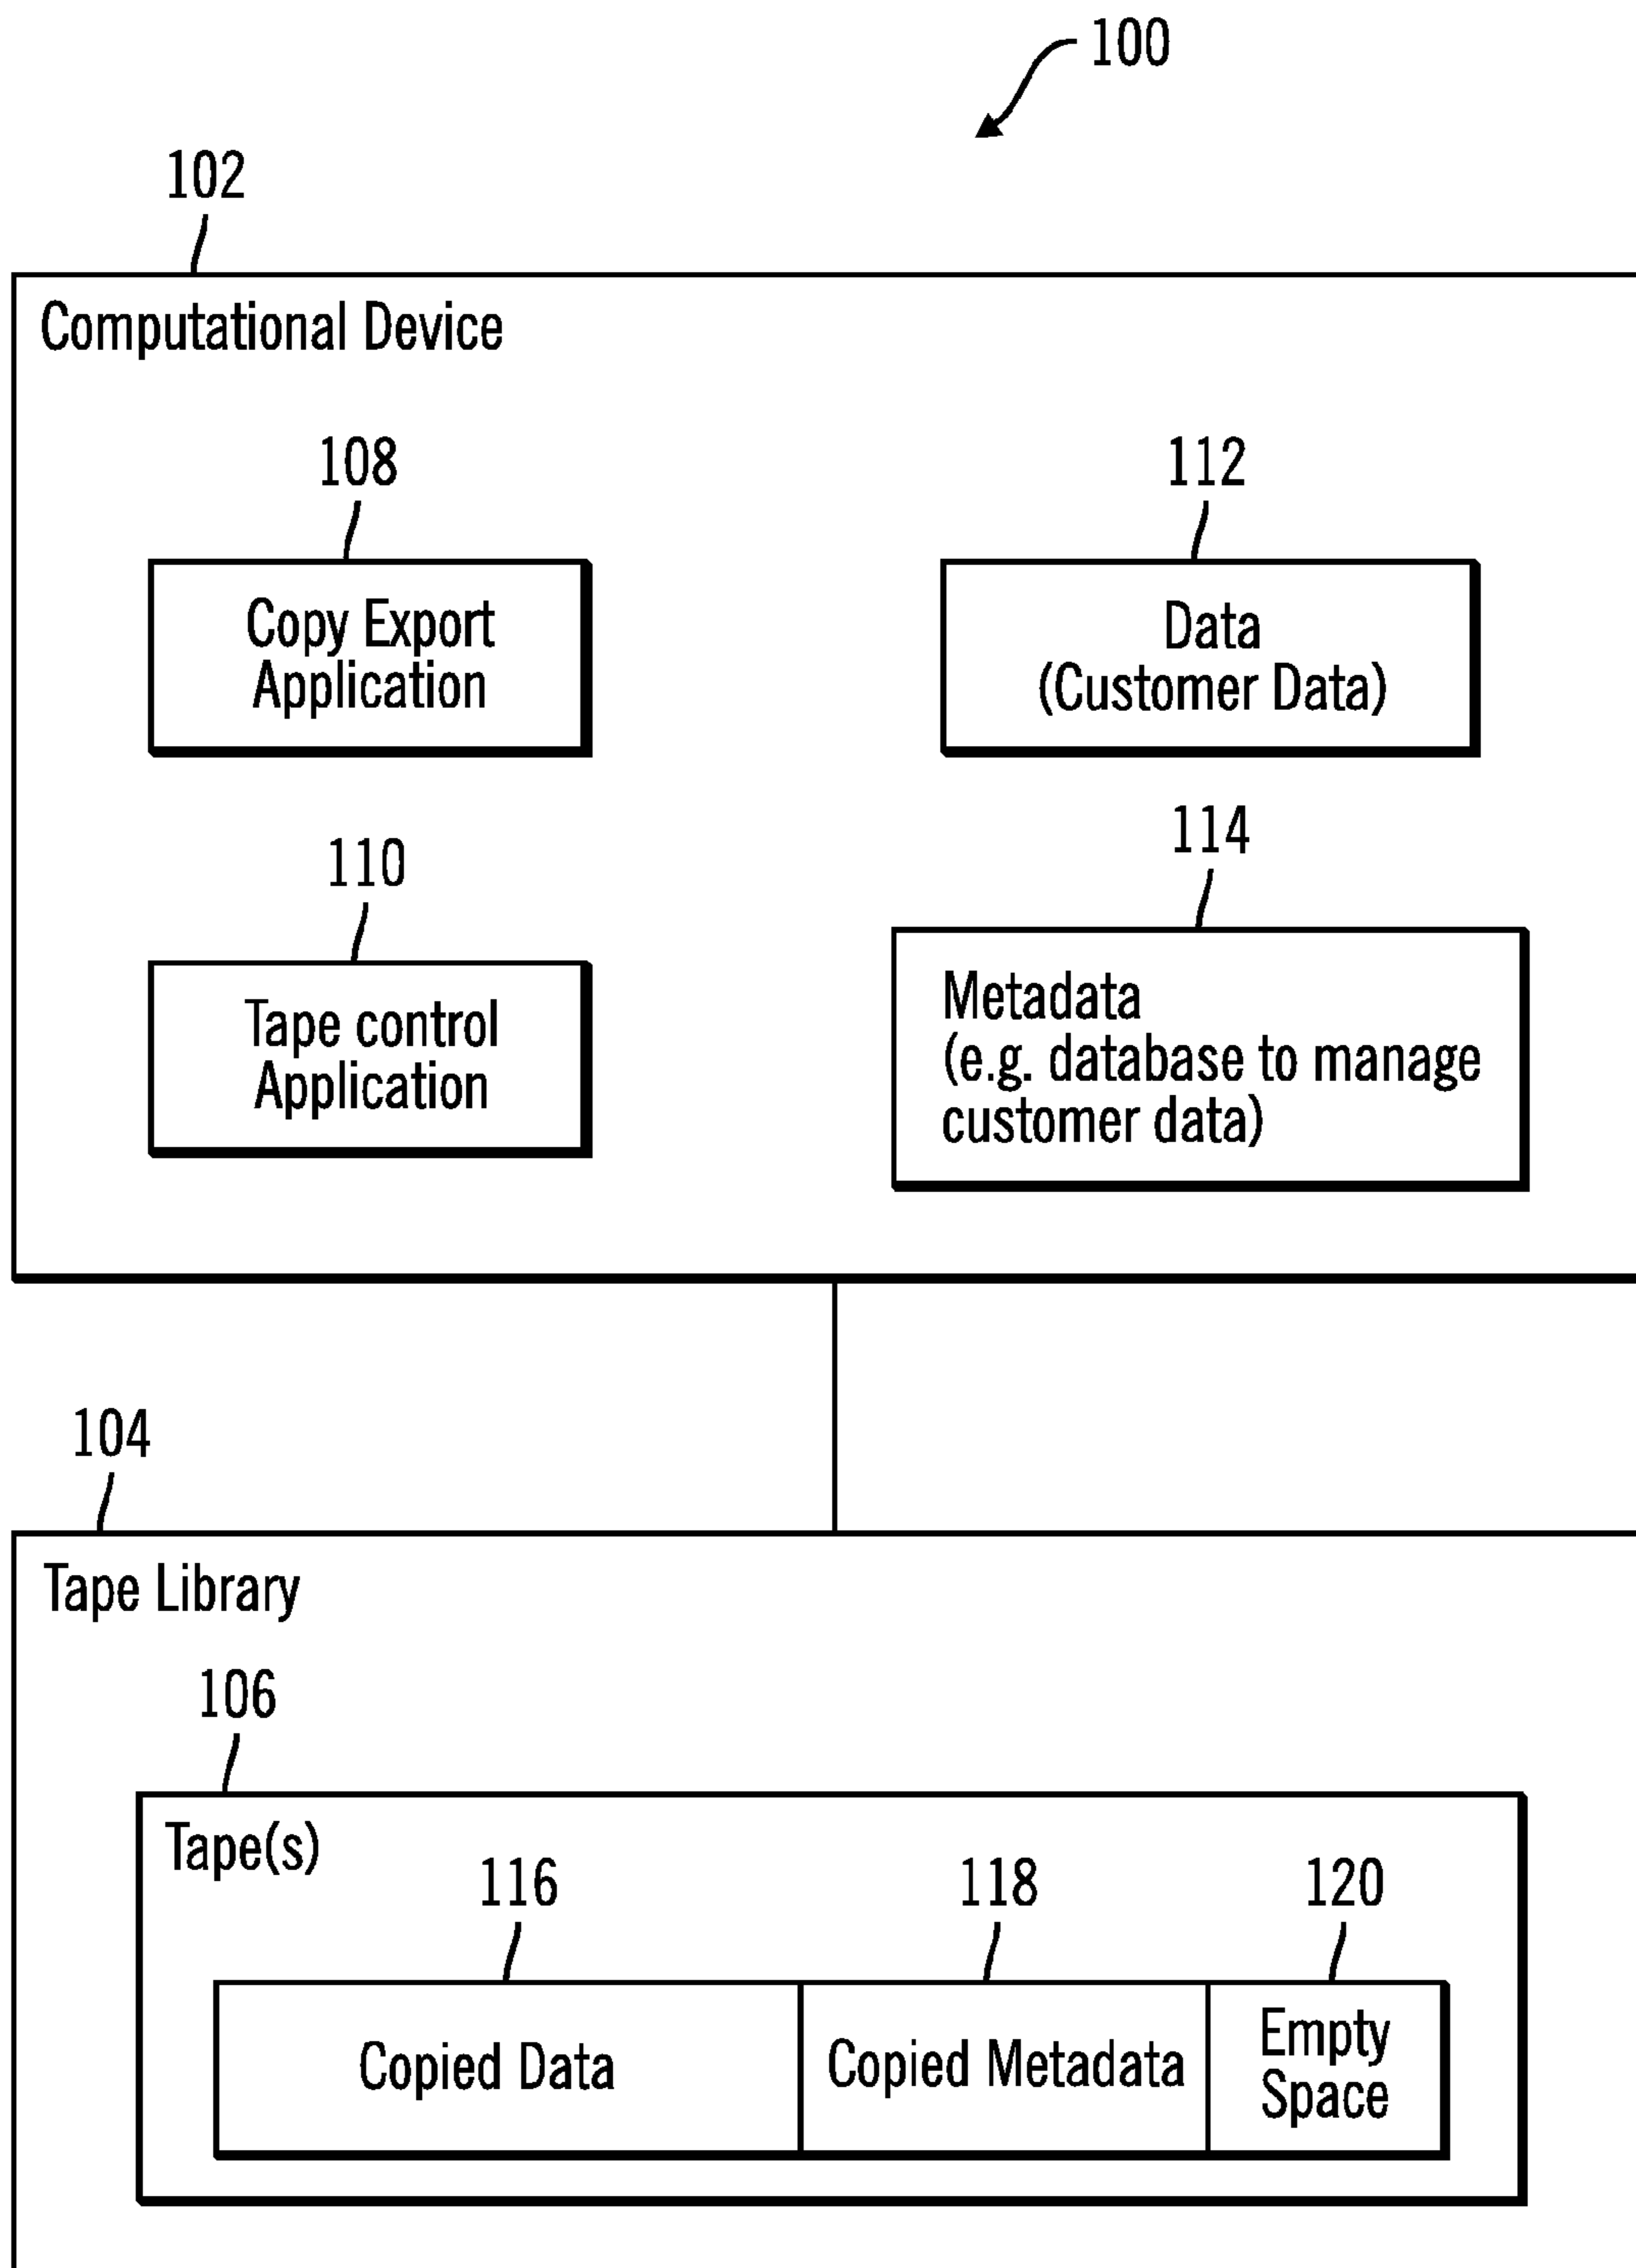 100
102
Computational Device
108
112
Copy Export
Application
Data
(Customer Data)
110
114
Tape control
Application
Metadata
(e.g. database to manage
customer data)
104
Tape Library
106
Tape(s)
116
118
120
Copied Data
Copied Metadata
Empty
Space